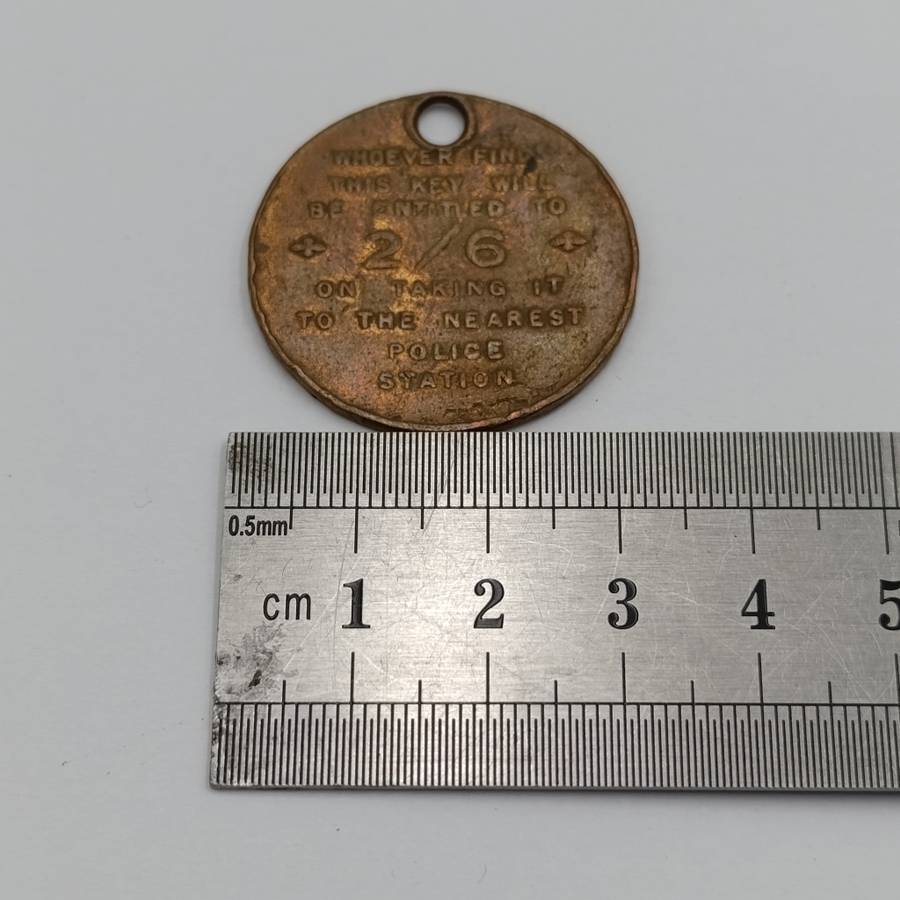 WHOEVER FINDS
THIS KEY WILL
BE ENTITLED TO
2/6
ON TAKING IT
TO THE NEAREST
POLICE
STATION
0.5mm
cm 1 2 3 4 5